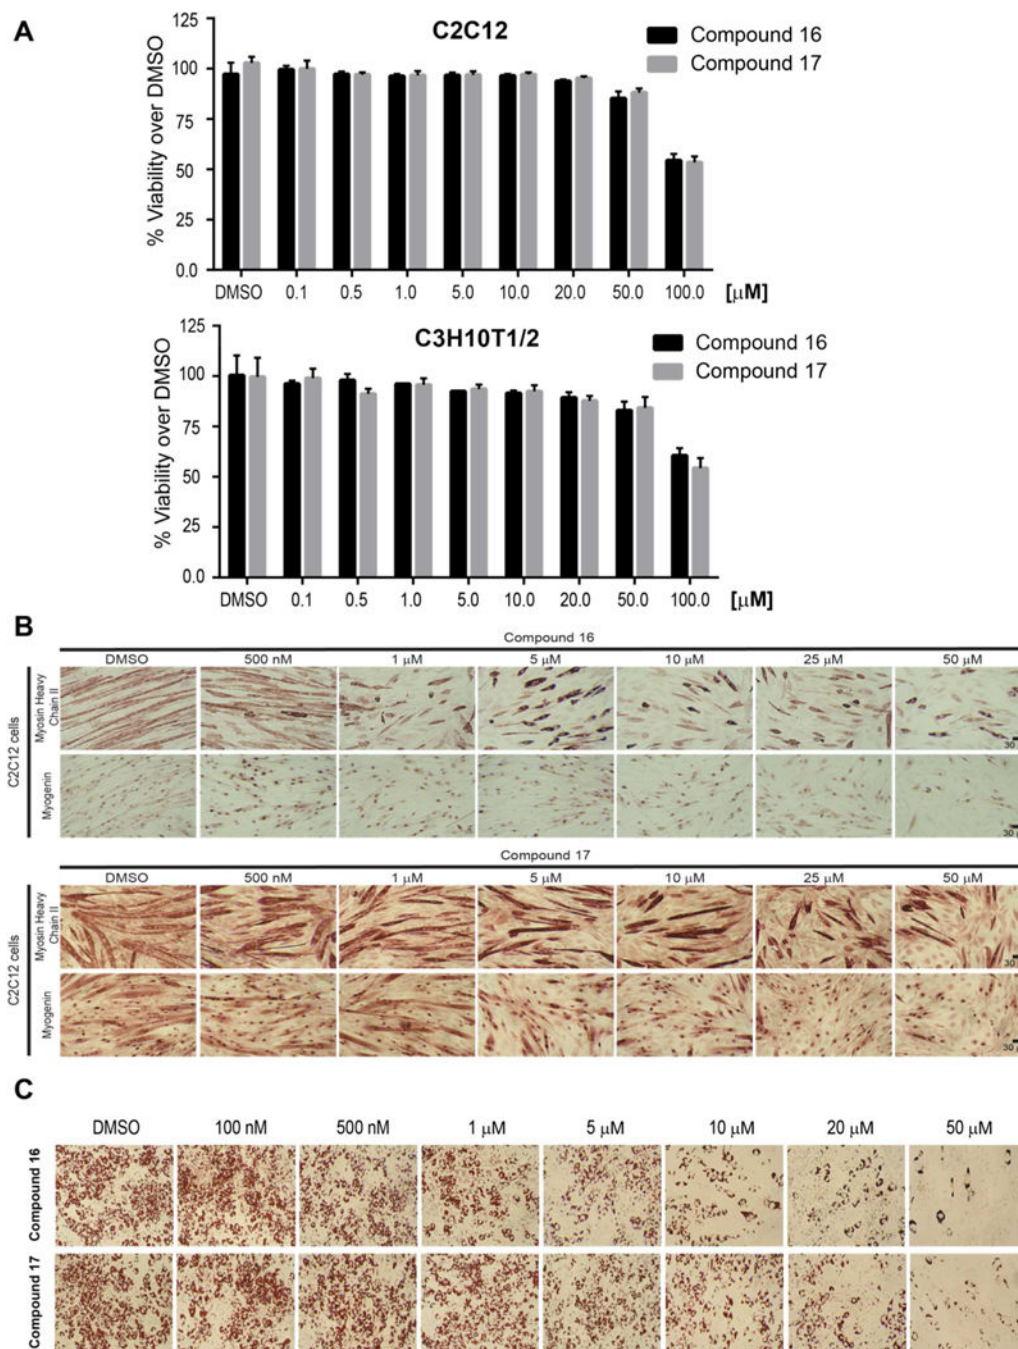 A
C2C12
Compound 16
Compound 17
% Viability over DMSO
125
100
75
50
25
0.0
DMSO 0.1 0.5 1.0 5.0 10.0 20.0 50.0 100.0 [μM]
C3H10T1/2
Compound 16
Compound 17
% Viability over DMSO
125
100
75
50
25
0.0
DMSO 0.1 0.5 1.0 5.0 10.0 20.0 50.0 100.0 [μM]
B
Compound 16
DMSO 500 nM 1 μM 5 μM 10 μM 25 μM 50 μM
C2C12 cells
Myosin Heavy
Chain II
30
Myogenin
30
Compound 17
DMSO 500 nM 1 μM 5 μM 10 μM 25 μM 50 μM
C2C12 cells
Myosin Heavy
Chain II
30
Myogenin
30
C
DMSO 100 nM 500 nM 1 μM 5 μM 10 μM 20 μM 50 μM
Compound 16
Compound 17